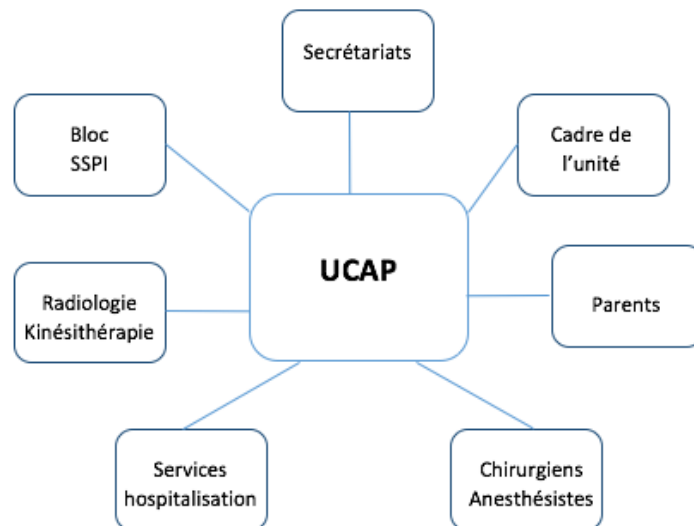 Secrétariats
Bloc
SSPI
Cadre de
l'unité
UCAP
Radiologie
Kinésithérapie
Parents
Services
hospitalisation
Chirurgiens
Anesthésistes